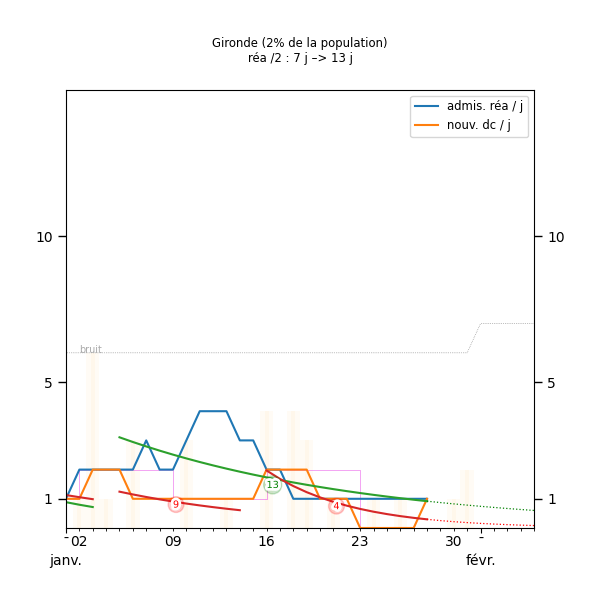 Gironde (2% de la population)
réa /2 : 7 j –> 13 j
admis. réa / j
nouv. dc / j
10
10
bruit
5
5
13
9
4
1
1
02
09
16
23
30
janv.
févr.